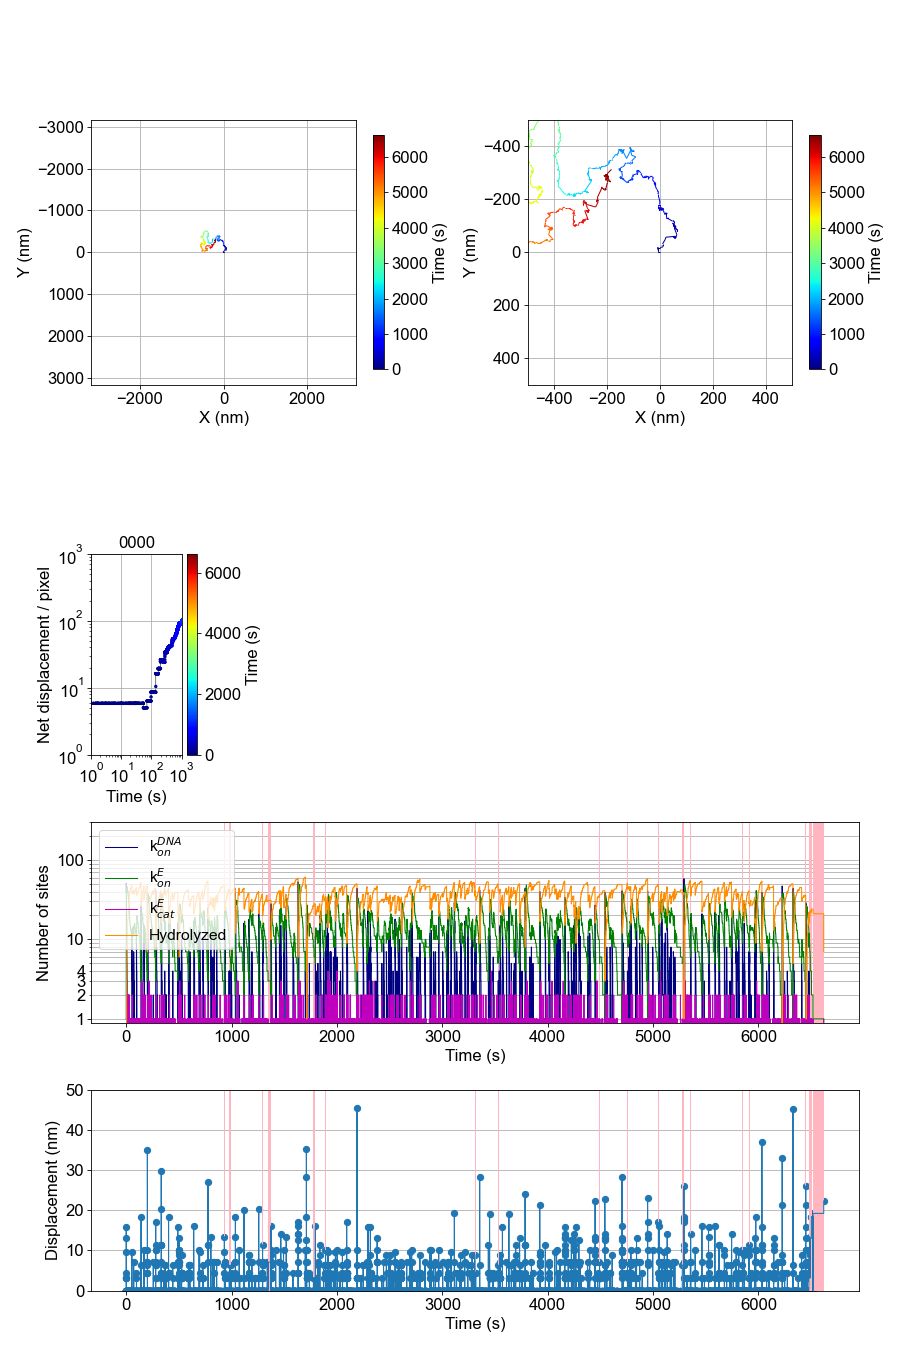 −3000
−2000
−1000
0
1000
2000
3000
Y (nm)
−2000 0 2000
X (nm)
6000
5000
4000
3000
2000
1000
0
Time (s)
−400
−200
0
200
400
Y (nm)
−400 −200 0 200 400
X (nm)
6000
5000
4000
3000
2000
1000
0
Time (s)
0000
10^3
10^2
10^1
10^0
Net displacement / pixel
10^0 10^1 10^2 10^3
Time (s)
6000
4000
2000
0
Time (s)
k_on^DNA
k_on^E
k_cat^E
Hydrolyzed
100
10
4
3
2
1
Number of sites
0 1000 2000 3000 4000 5000 6000
Time (s)
50
40
30
20
10
0
Displacement (nm)
0 1000 2000 3000 4000 5000 6000
Time (s)